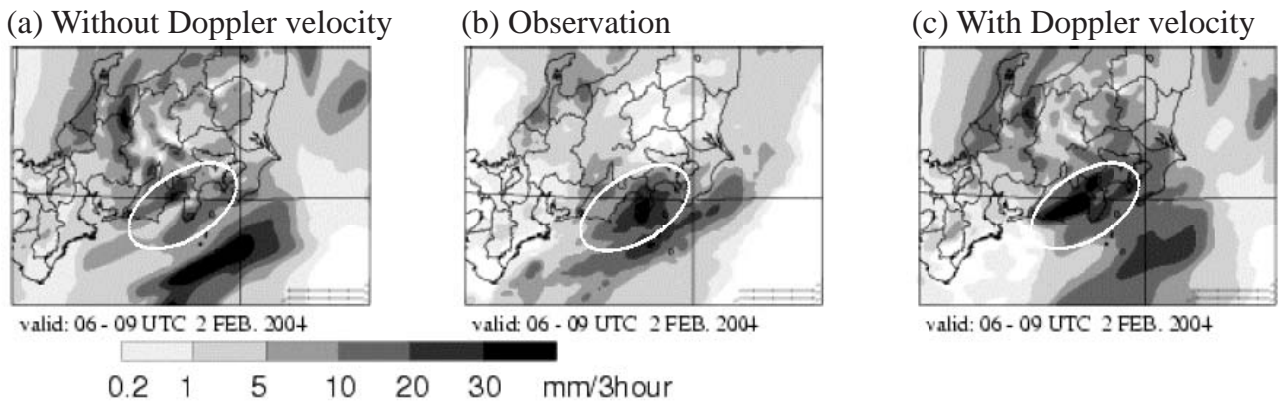 (a) Without Doppler velocity
(b) Observation
(c) With Doppler velocity
valid: 06 - 09 UTC 2 FEB. 2004
valid: 06 - 09 UTC 2 FEB. 2004
valid: 06 - 09 UTC 2 FEB. 2004
0.2 1 5 10 20 30 mm/3hour